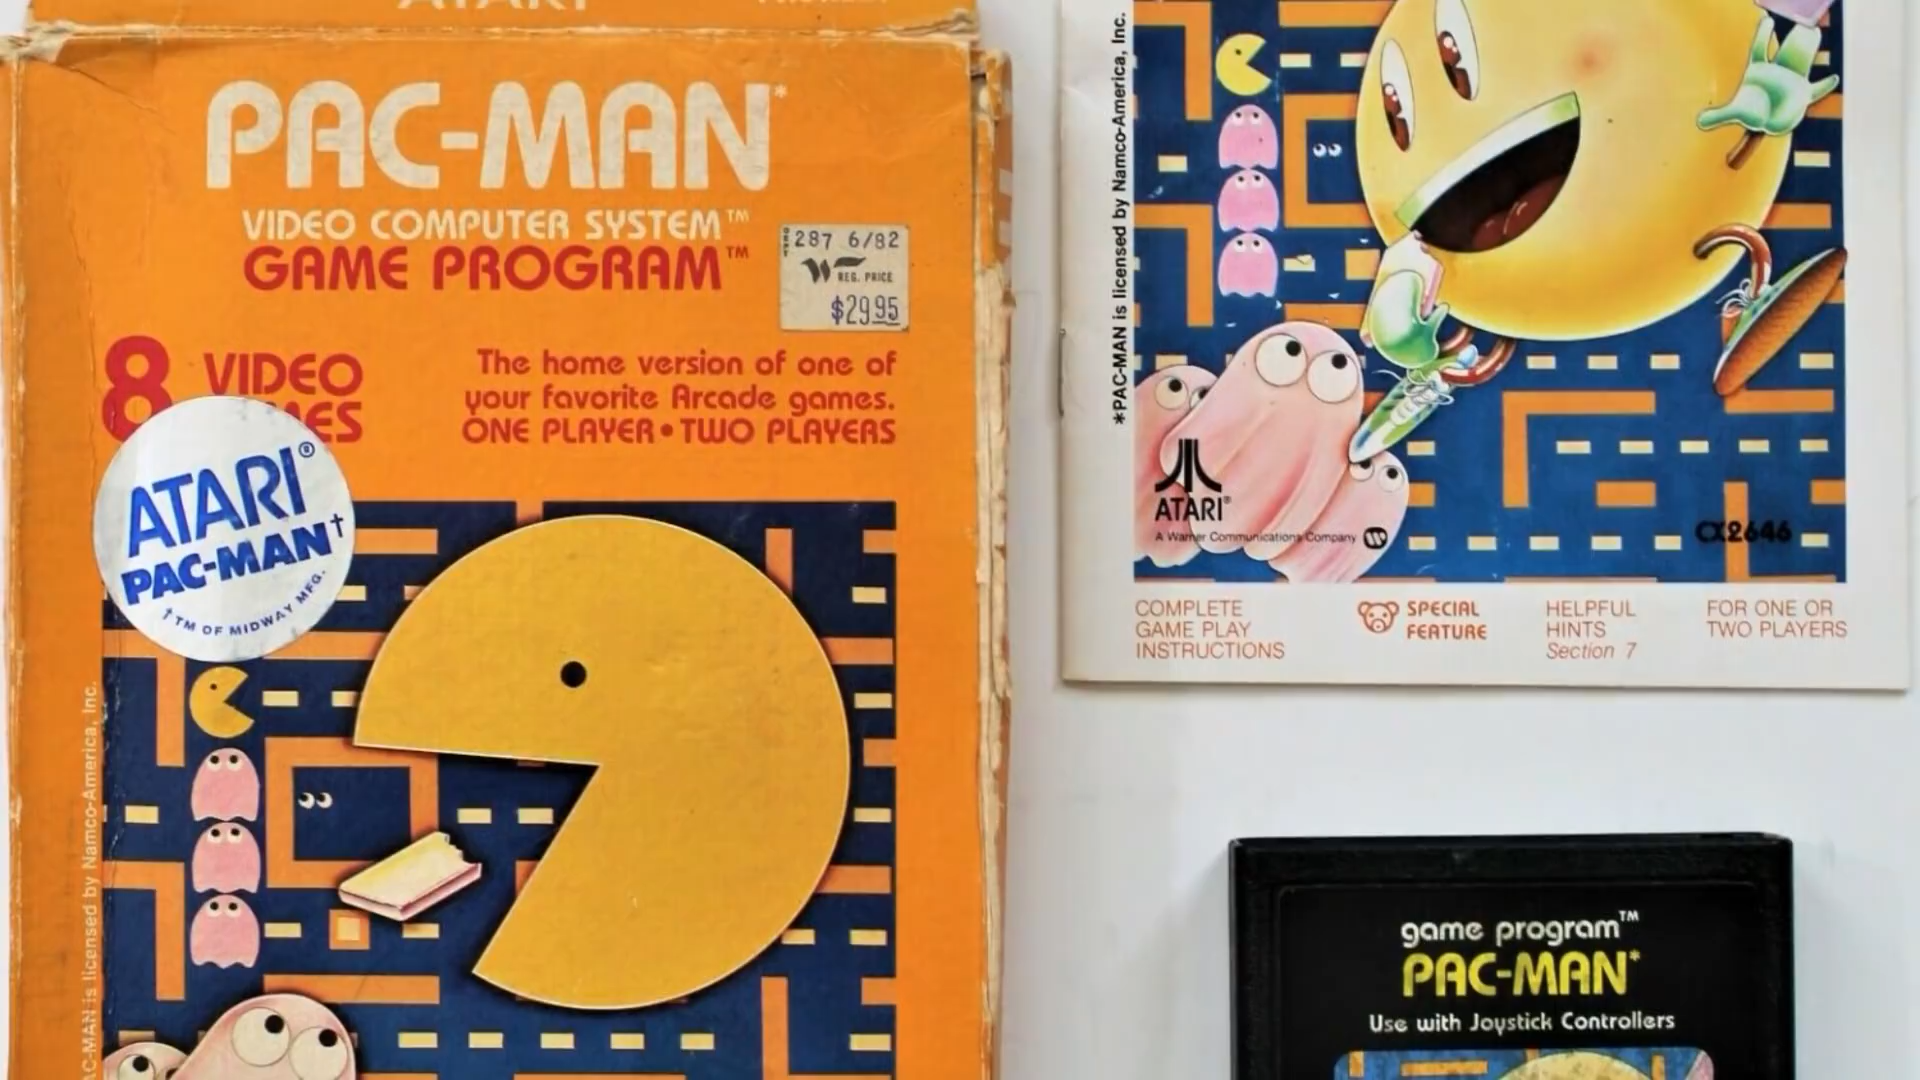 ATARI
PAC-MAN*
VIDEO COMPUTER SYSTEM™
GAME PROGRAM™
287 6/82
REG. PRICE
$29.95
8 VIDEO
The home version of one of
your favorite Arcade games.
ONE PLAYER • TWO PLAYERS
ATARI®
PAC-MAN†
†TM OF MIDWAY MFG.
PAC-MAN is licensed by Namco-America, Inc.
*PAC-MAN is licensed by Namco-America, Inc.
ATARI®
A Warner Communications Company
CX2646
COMPLETE
GAME PLAY
INSTRUCTIONS
SPECIAL
FEATURE
HELPFUL
HINTS
Section 7
FOR ONE OR
TWO PLAYERS
game program™
PAC-MAN*
Use with Joystick Controllers